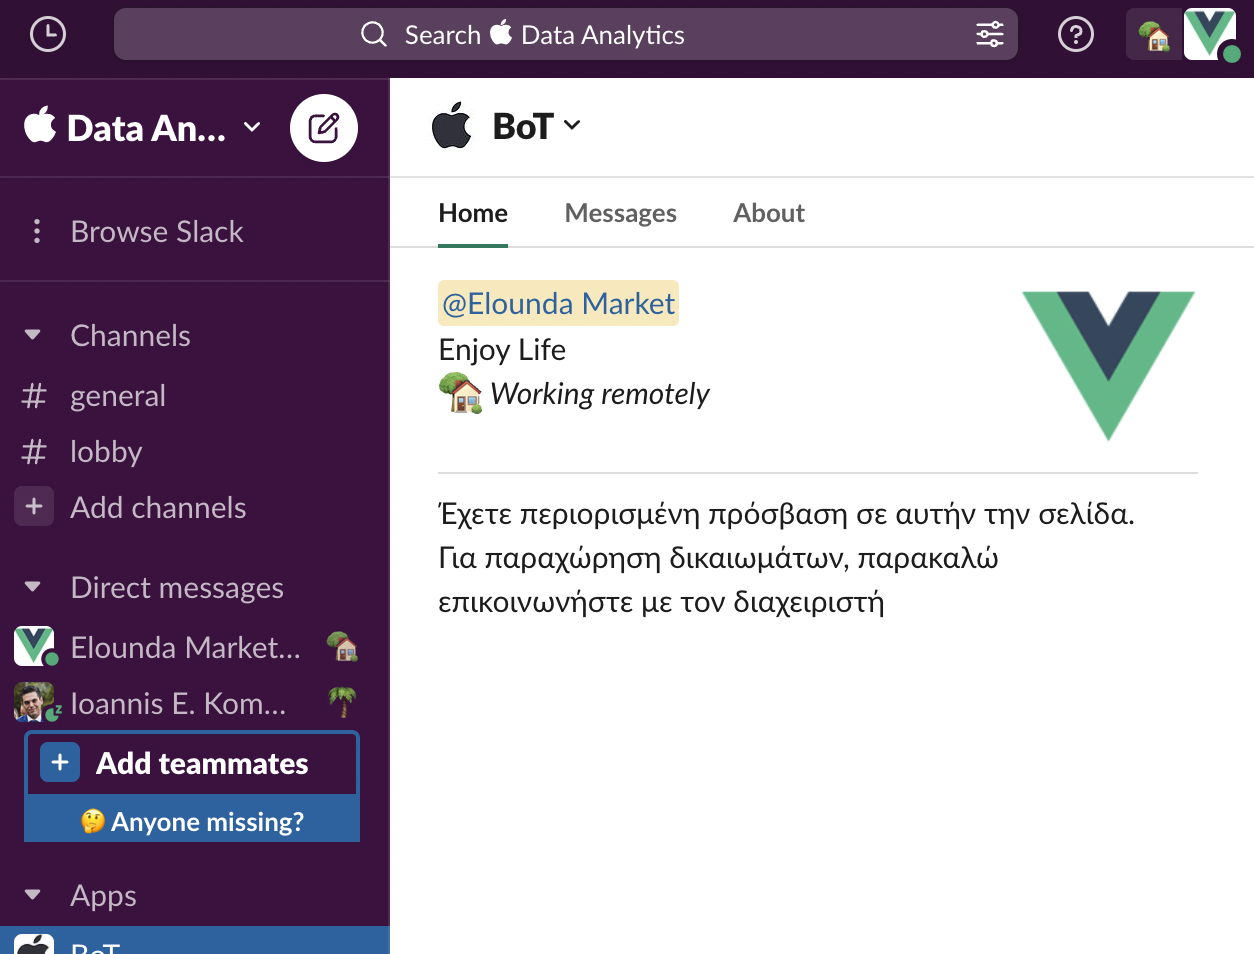 Search Data Analytics
Data An...
Browse Slack
Channels
# general
# lobby
+ Add channels
Direct messages
Elounda Market...
Ioannis E. Kom...
+ Add teammates
Anyone missing?
Apps
BoT
BoT
Home Messages About
@Elounda Market
Enjoy Life
Working remotely
Έχετε περιορισμένη πρόσβαση σε αυτήν την σελίδα.
Για παραχώρηση δικαιωμάτων, παρακαλώ
επικοινωνήστε με τον διαχειριστή